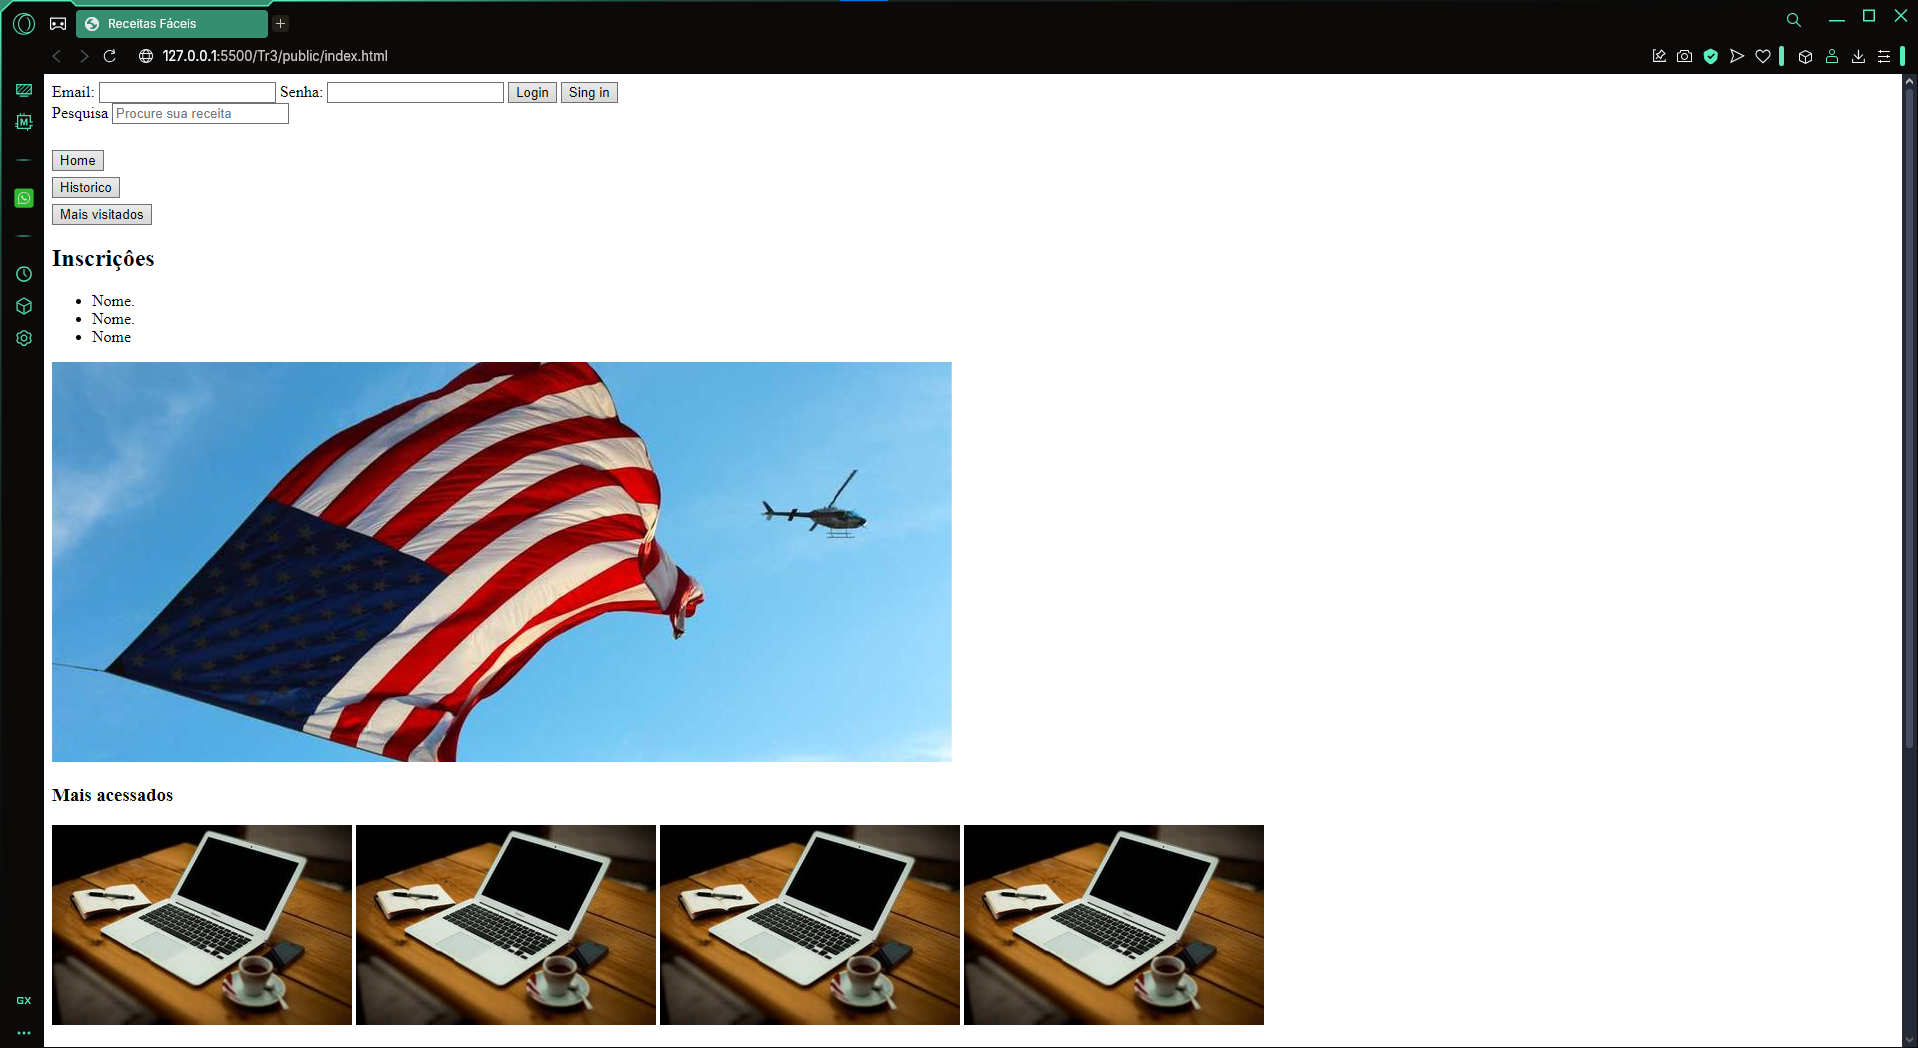 Receitas Fáceis
127.0.0.1:5500/Tr3/public/index.html
M
Email: Senha: Login Sing in
Pesquisa Procure sua receita
Home
Historico
Mais visitados
Inscriçôes
Nome.
Nome.
Nome
Mais acessados
GX